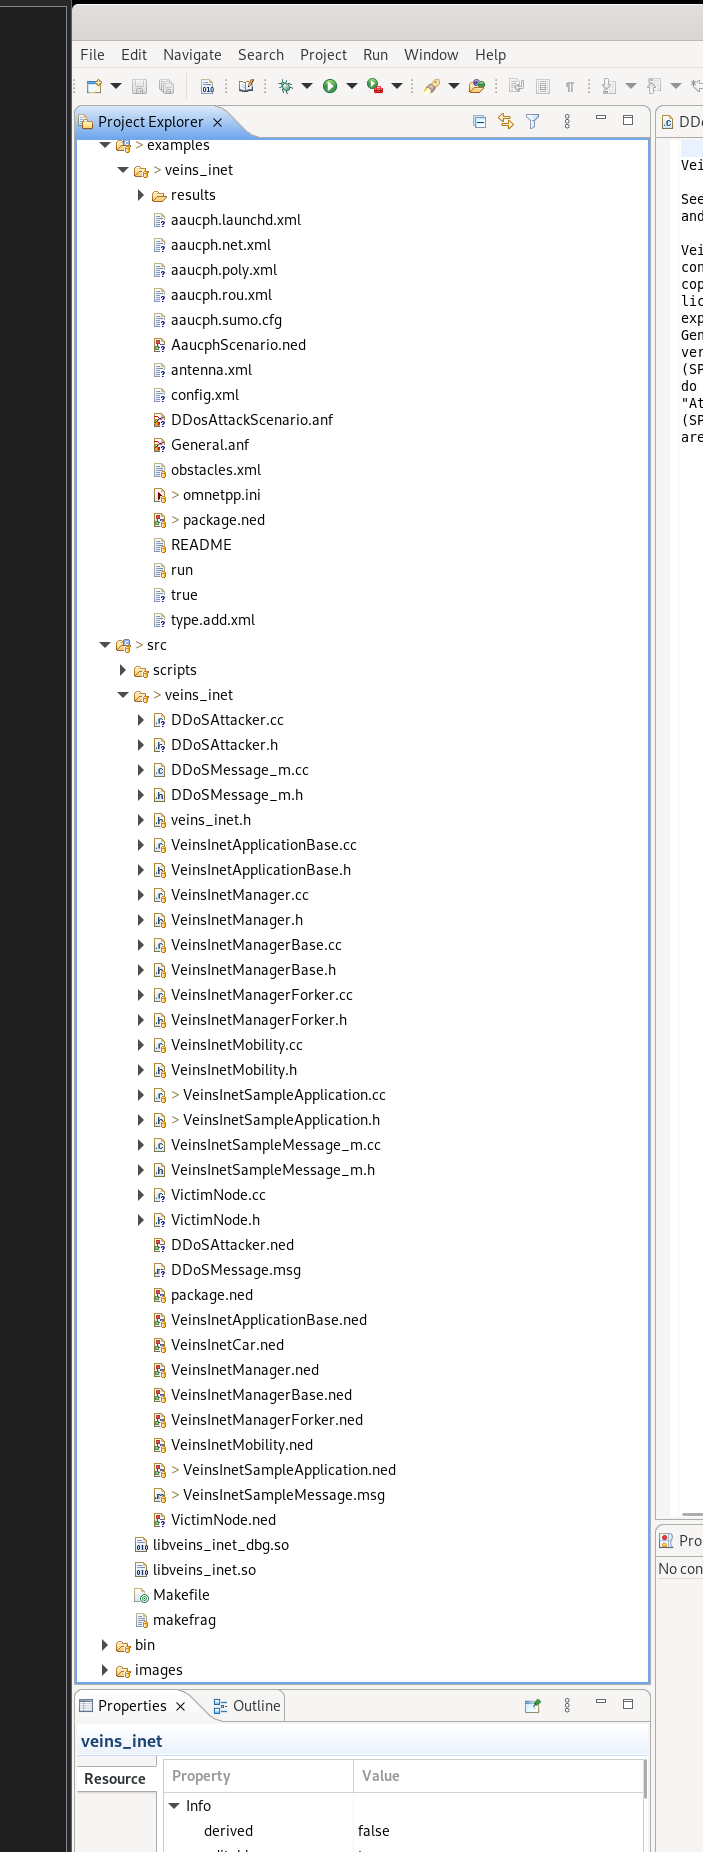 File Edit Navigate Search Project Run Window Help
Project Explorer
> examples
> veins_inet
results
aaucph.launchd.xml
aaucph.net.xml
aaucph.poly.xml
aaucph.rou.xml
aaucph.sumo.cfg
AaucphScenario.ned
antenna.xml
config.xml
DDosAttackScenario.anf
General.anf
obstacles.xml
> omnetpp.ini
> package.ned
README
run
true
type.add.xml
> src
scripts
> veins_inet
DDoSAttacker.cc
DDoSAttacker.h
DDoSMessage_m.cc
DDoSMessage_m.h
veins_inet.h
VeinsInetApplicationBase.cc
VeinsInetApplicationBase.h
VeinsInetManager.cc
VeinsInetManager.h
VeinsInetManagerBase.cc
VeinsInetManagerBase.h
VeinsInetManagerForker.cc
VeinsInetManagerForker.h
VeinsInetMobility.cc
VeinsInetMobility.h
> VeinsInetSampleApplication.cc
> VeinsInetSampleApplication.h
VeinsInetSampleMessage_m.cc
VeinsInetSampleMessage_m.h
VictimNode.cc
VictimNode.h
DDoSAttacker.ned
DDoSMessage.msg
package.ned
VeinsInetApplicationBase.ned
VeinsInetCar.ned
VeinsInetManager.ned
VeinsInetManagerBase.ned
VeinsInetManagerForker.ned
VeinsInetMobility.ned
> VeinsInetSampleApplication.ned
> VeinsInetSampleMessage.msg
VictimNode.ned
libveins_inet_dbg.so
libveins_inet.so
Makefile
makefrag
bin
images
Properties Outline
veins_inet
Resource
Property Value
Info
derived false
DDo
Vei
See
and
Vei
con
cop
lic
exp
Gen
ver
(SP
do
"At
(SP
are
Pro
No con